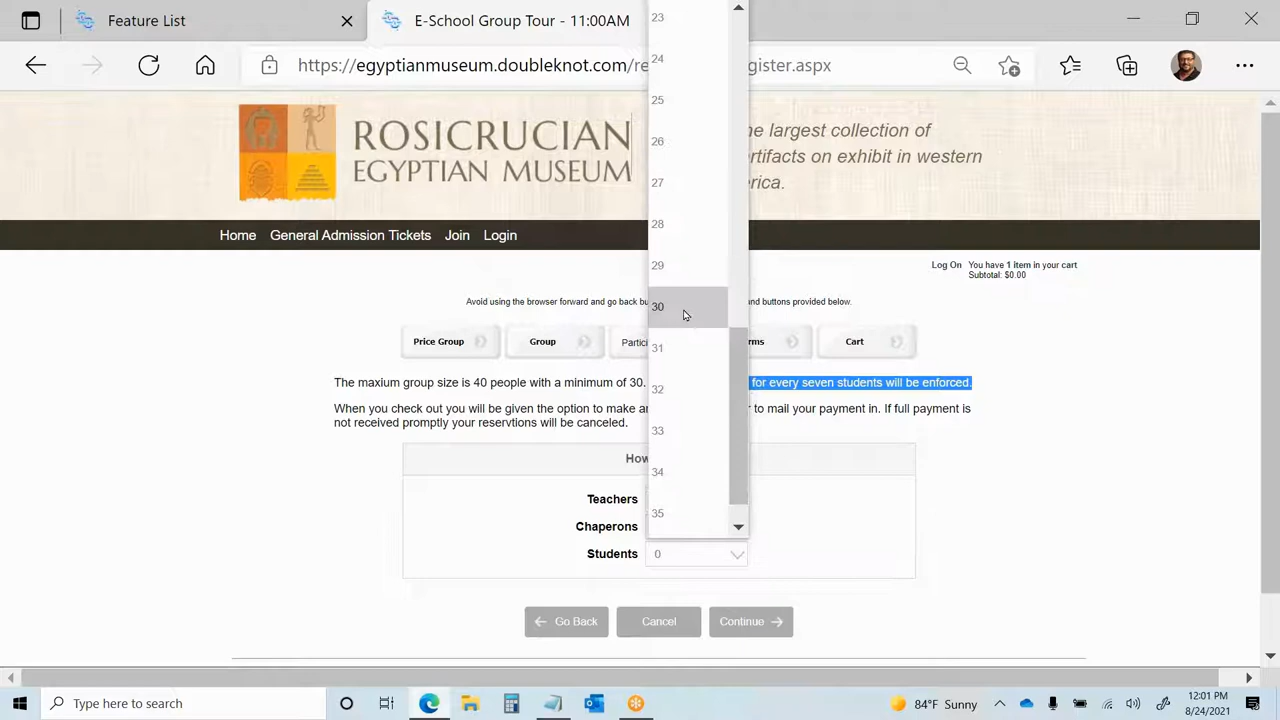 Feature List
E-School Group Tour - 11:00AM
https://egyptianmuseum.doubleknot.com/re
gister.aspx
ROSICRUCIAN
EGYPTIAN MUSEUM
he largest collection of
rtifacts on exhibit in western
erica.
Home General Admission Tickets Join Login
Log On You have 1 item in your cart
Subtotal: $0.00
Avoid using the browser forward and go back bu
and buttons provided below.
Price Group
Group
Partici
rms
Cart
The maxium group size is 40 people with a minimum of 30.
for every seven students will be enforced.
When you check out you will be given the option to make an
r to mail your payment in. If full payment is
not received promptly your reservtions will be canceled.
How
Teachers
Chaperons
Students 0
23
24
25
26
27
28
29
30
31
32
33
34
35
Go Back
Cancel
Continue
Type here to search
84°F Sunny
12:01 PM
8/24/2021